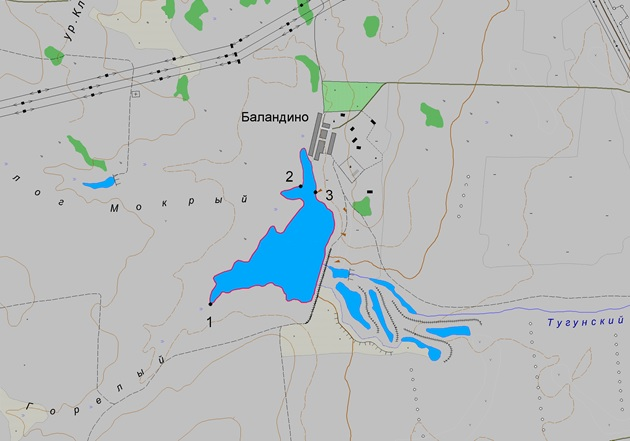 ур. Кл
Баландино
2
3
лог Мокрый
1
Тугунский
Горелый